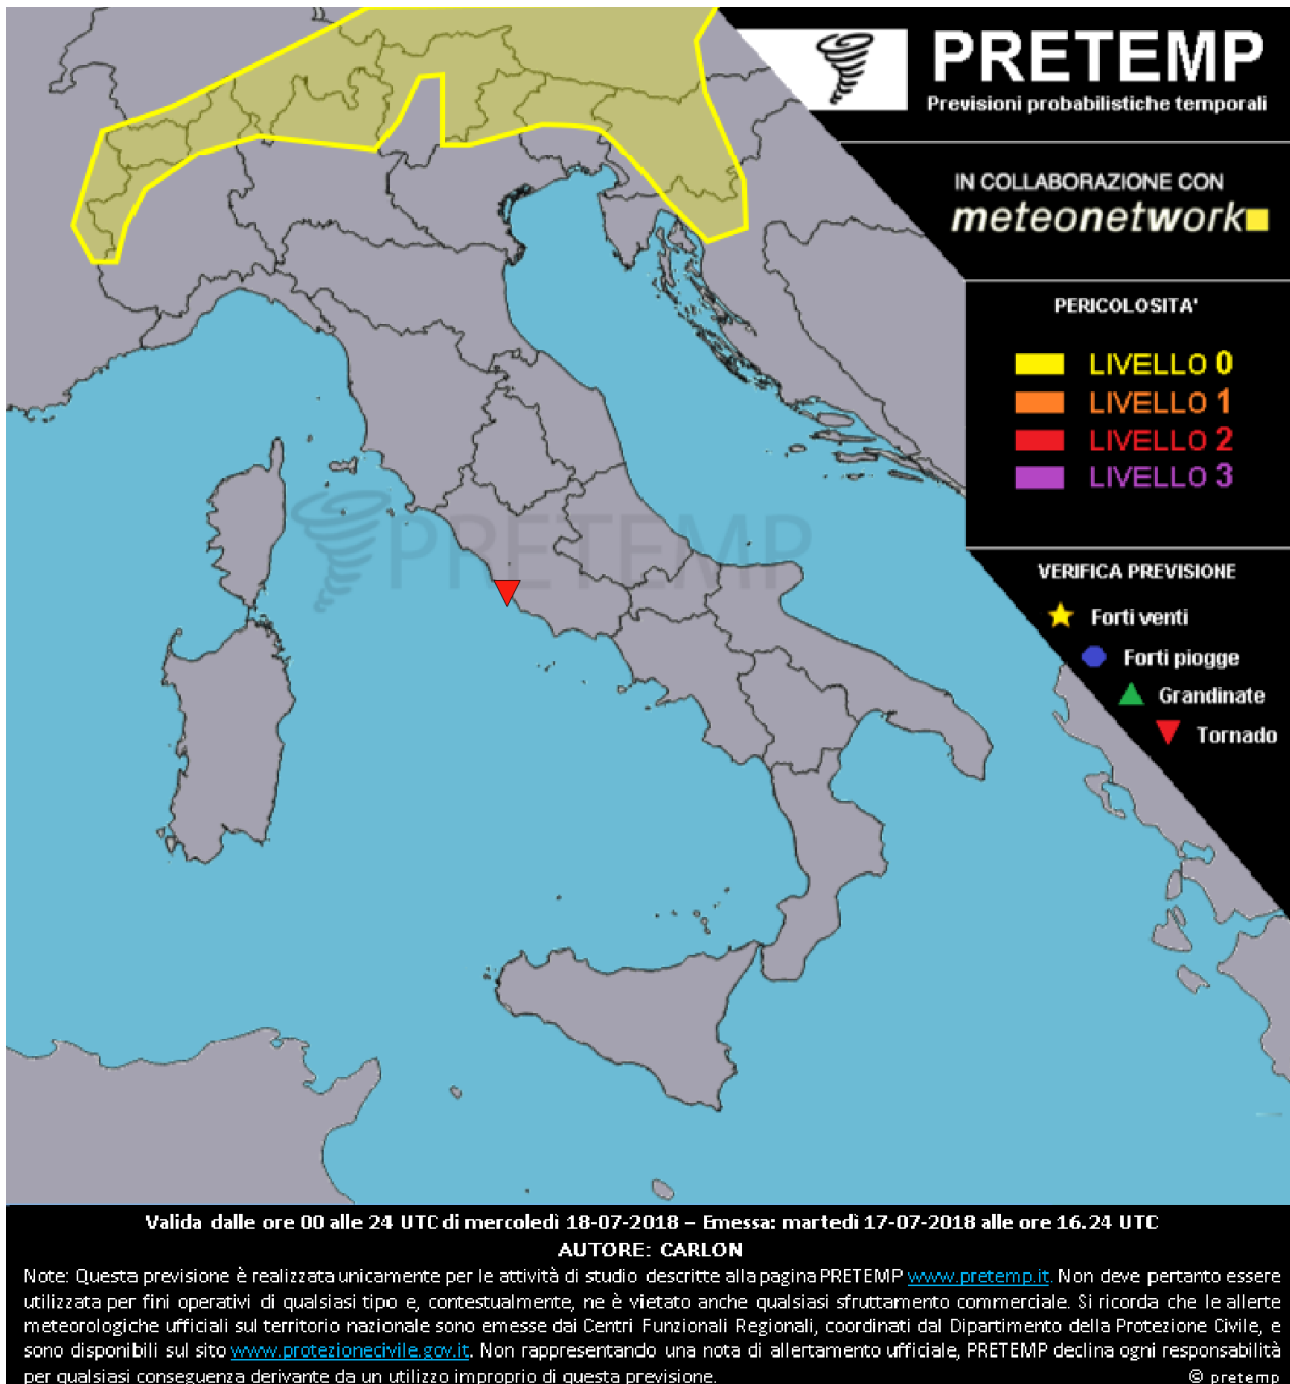 PRETEMP
Previsioni probabilistiche temporali
IN COLLABORAZIONE CON
meteonetwork
PERICOLOSITA'
LIVELLO 0
LIVELLO 1
LIVELLO 2
LIVELLO 3
PRETEMP
VERIFICA PREVISIONE
Forti venti
Forti piogge
Grandinate
Tornado
Valida dalle ore 00 alle 24 UTC di mercoledì 18-07-2018 – Emessa: martedì 17-07-2018 alle ore 16.24 UTC
AUTORE: CARLON
Note: Questa previsione è realizzata unicamente per le attività di studio descritte alla pagina PRETEMP www.pretemp.it. Non deve pertanto essere
utilizzata per fini operativi di qualsiasi tipo e, contestualmente, ne è vietato anche qualsiasi sfruttamento commerciale. Si ricorda che le allerte
meteorologiche ufficiali sul territorio nazionale sono emesse dai Centri Funzionali Regionali, coordinati dal Dipartimento della Protezione Civile, e
sono disponibili sul sito www.protezionecivile.gov.it. Non rappresentando una nota di allertamento ufficiale, PRETEMP declina ogni responsabilità
per qualsiasi conseguenza derivante da un utilizzo improprio di questa previsione.
© pretemp